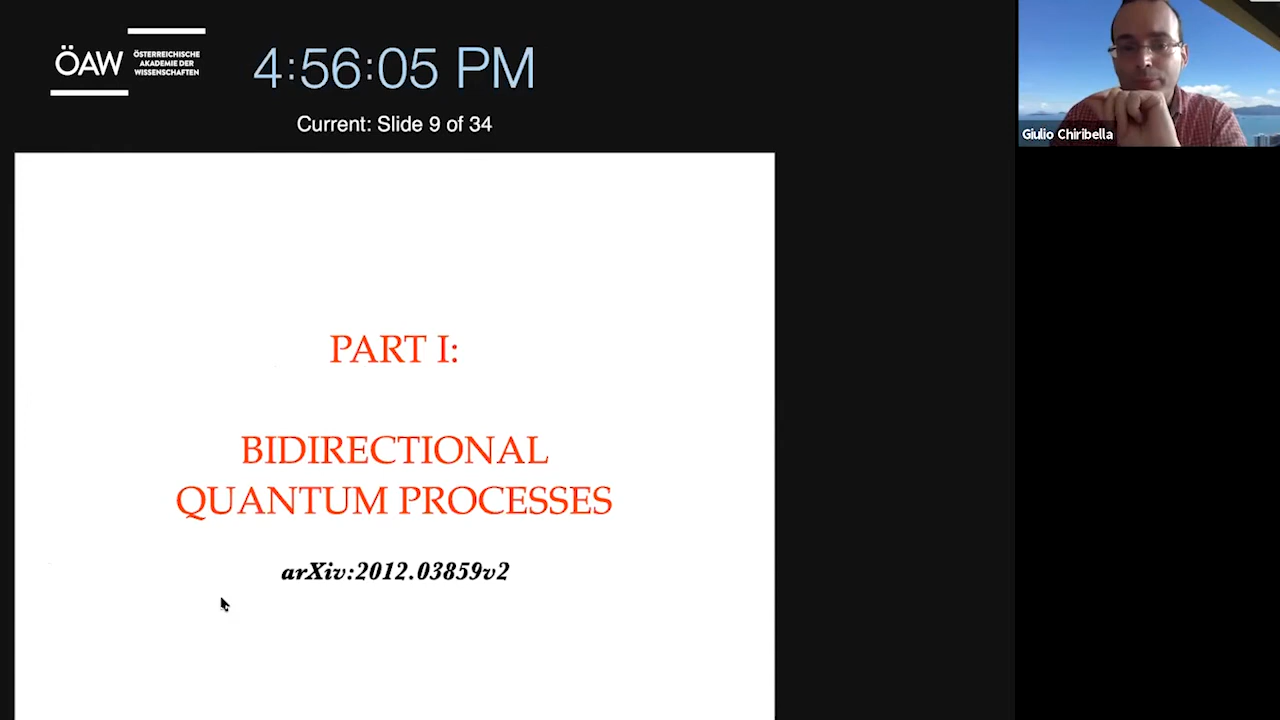 ÖAW
ÖSTERREICHISCHE
AKADEMIE DER
WISSENSCHAFTEN
4:56:05 PM
Current: Slide 9 of 34
Giulio Chiribella
PART I:
BIDIRECTIONAL
QUANTUM PROCESSES
arXiv:2012.03859v2